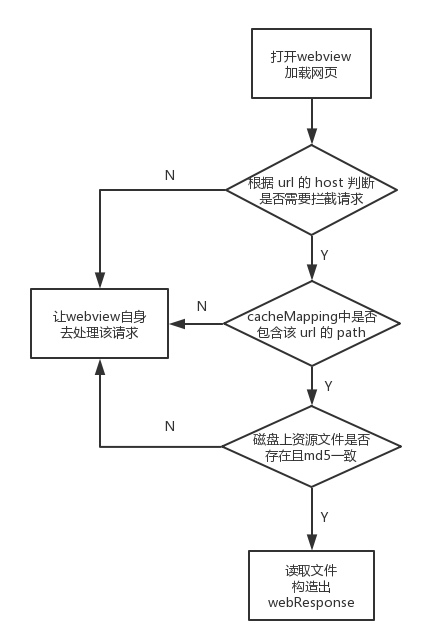 打开webview
加载网页
N
根据 url 的 host 判断
是否需要拦截请求
Y
让webview自身
去处理该请求
N
cacheMapping中是否
包含该 url 的 path
Y
N
磁盘上资源文件是否
存在且md5一致
Y
读取文件
构造出
webResponse